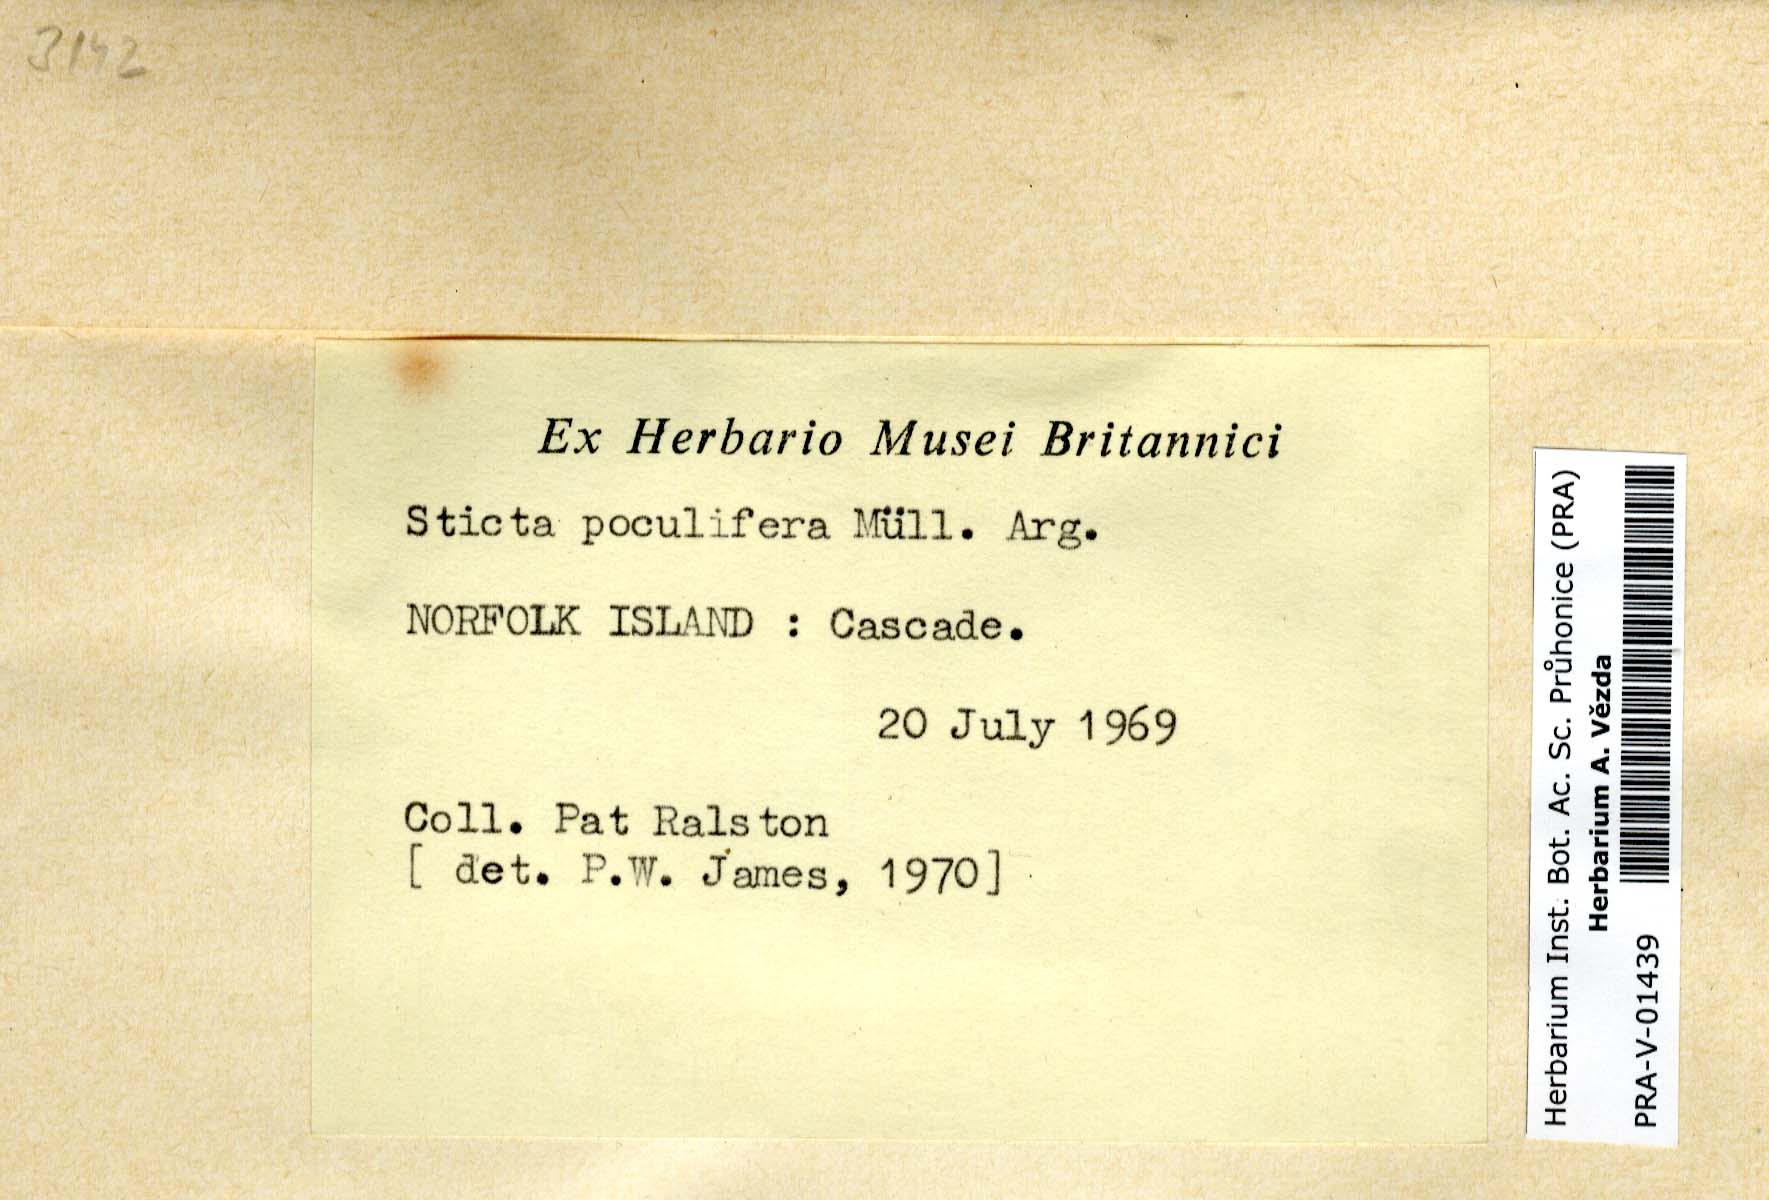 3142
Ex Herbario Musei Britannici
Sticta poculifera Müll. Arg.
NORFOLK ISLAND : Cascade.
20 July 1969
Coll. Pat Ralston
[ det. P.W. James, 1970]
Herbarium Inst. Bot. Ac. Sc. Průhonice (PRA)
Herbarium A. Vězda
PRA-V-01439